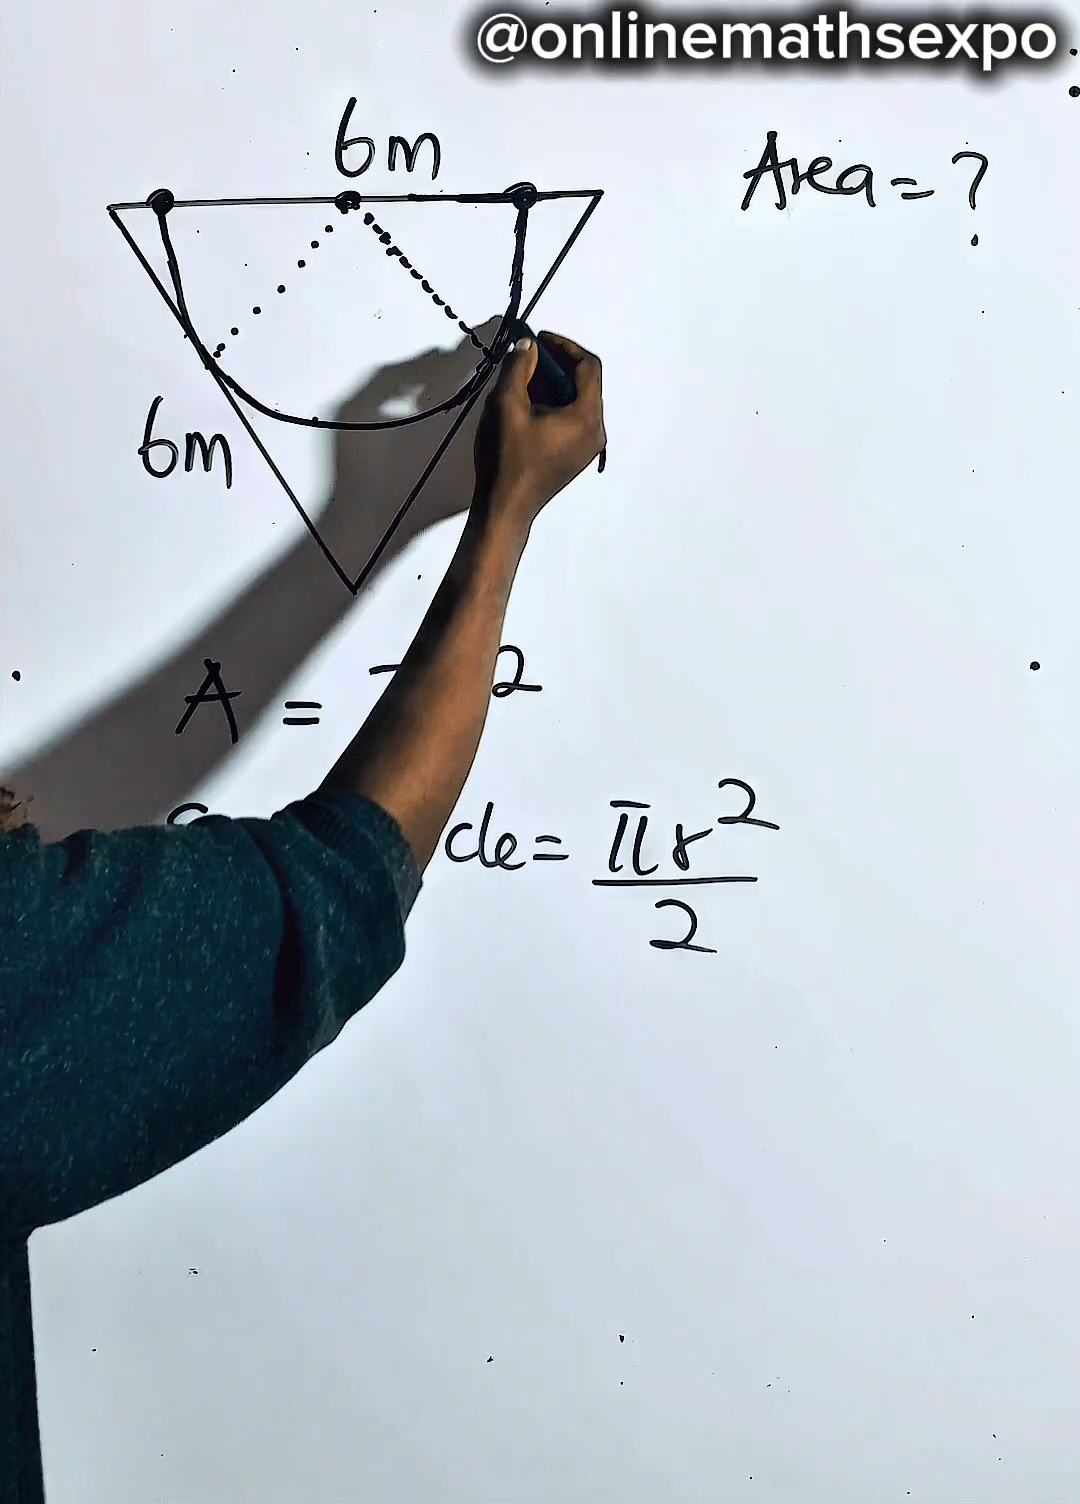 @onlinemathsexpo
6m
Area = ?
6m
A = 2
cle = πr²
2